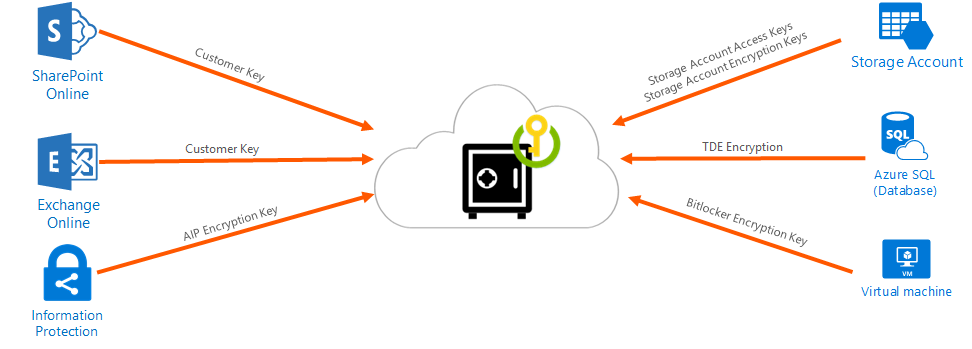 S
SharePoint
Online
Customer Key
E
Exchange
Online
Customer Key
Information
Protection
AIP Encryption Key
Storage Account Access Keys
Storage Account Encryption Keys
Storage Account
TDE Encryption
SQL
Azure SQL
(Database)
Bitlocker Encryption Key
VM
Virtual machine